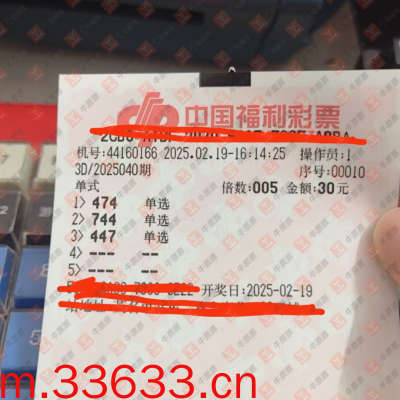 中国福利彩票
机号:44160166 2025.02.19-16:14:25 操作员:1
3D/2025040期 序号:00010
单式 倍数:005 金额:30元
1> 474 单选
2> 744 单选
3> 447 单选
4> --- --
5> --- --
开奖日:2025-02-19
m.33633.cn